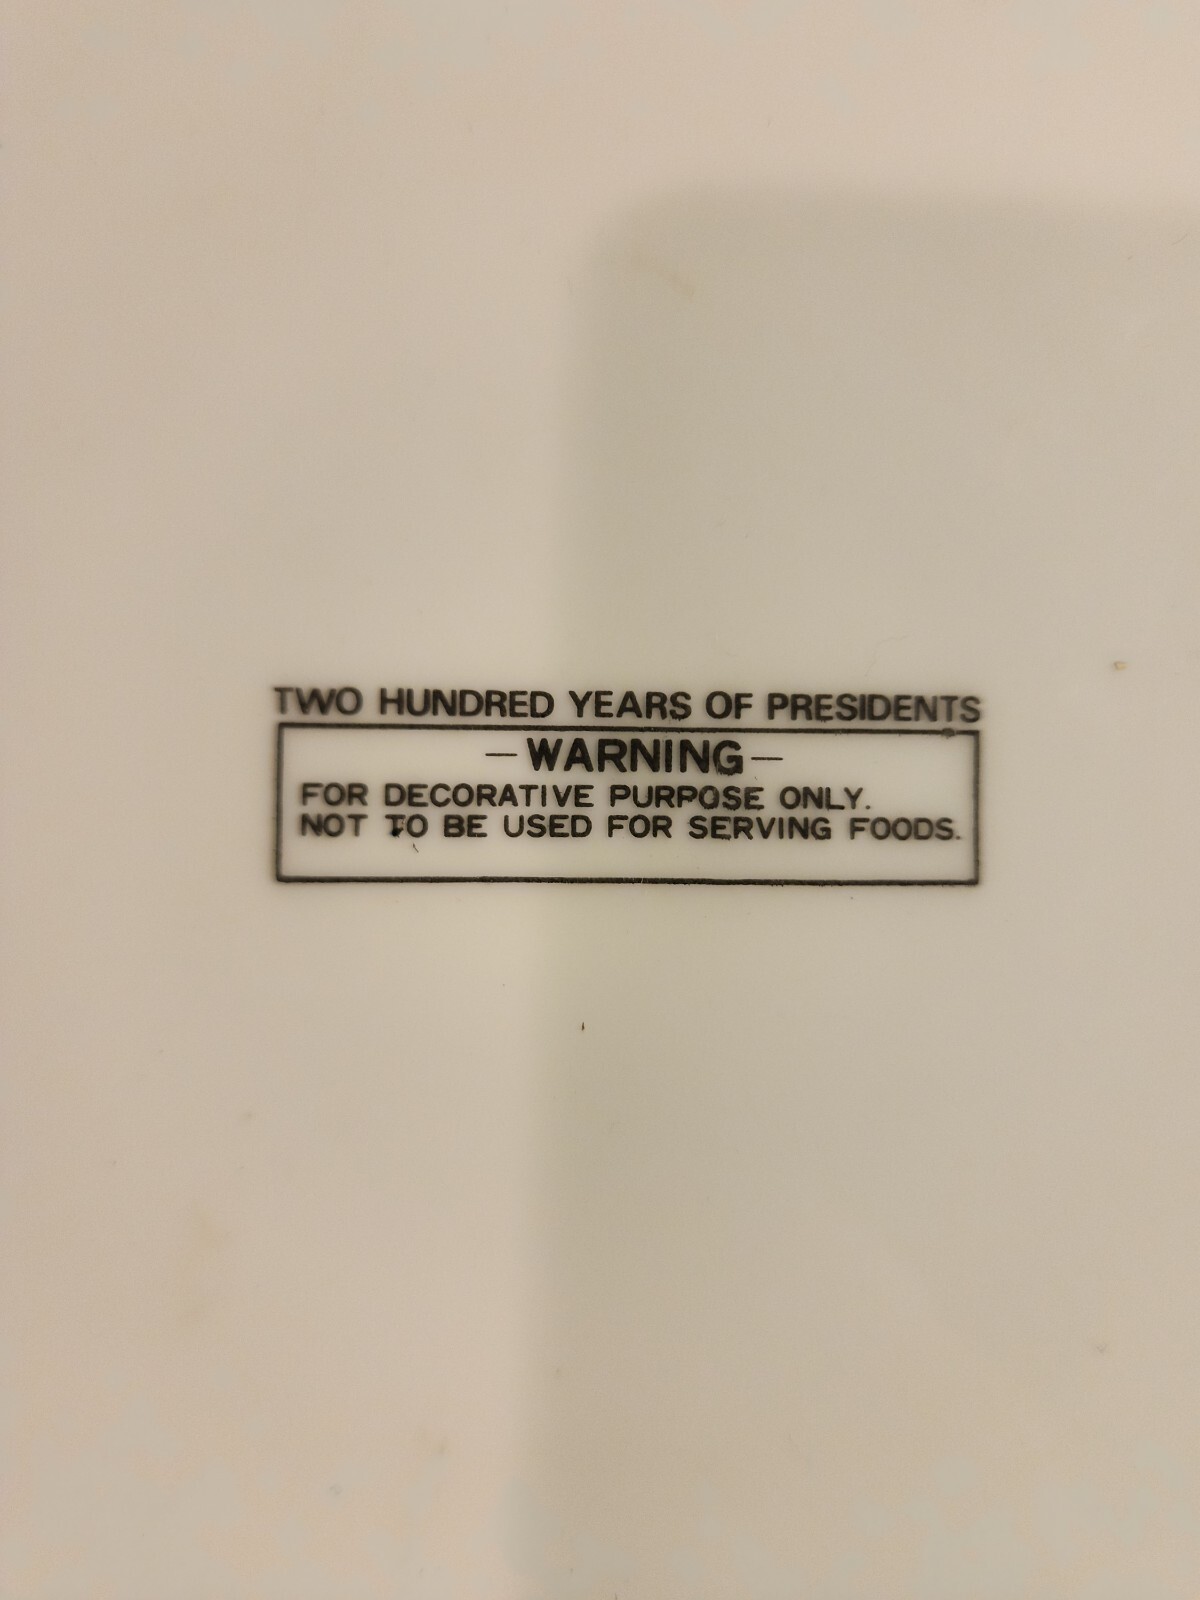 TWO HUNDRED YEARS OF PRESIDENTS
—WARNING—
FOR DECORATIVE PURPOSE ONLY.
NOT TO BE USED FOR SERVING FOODS.